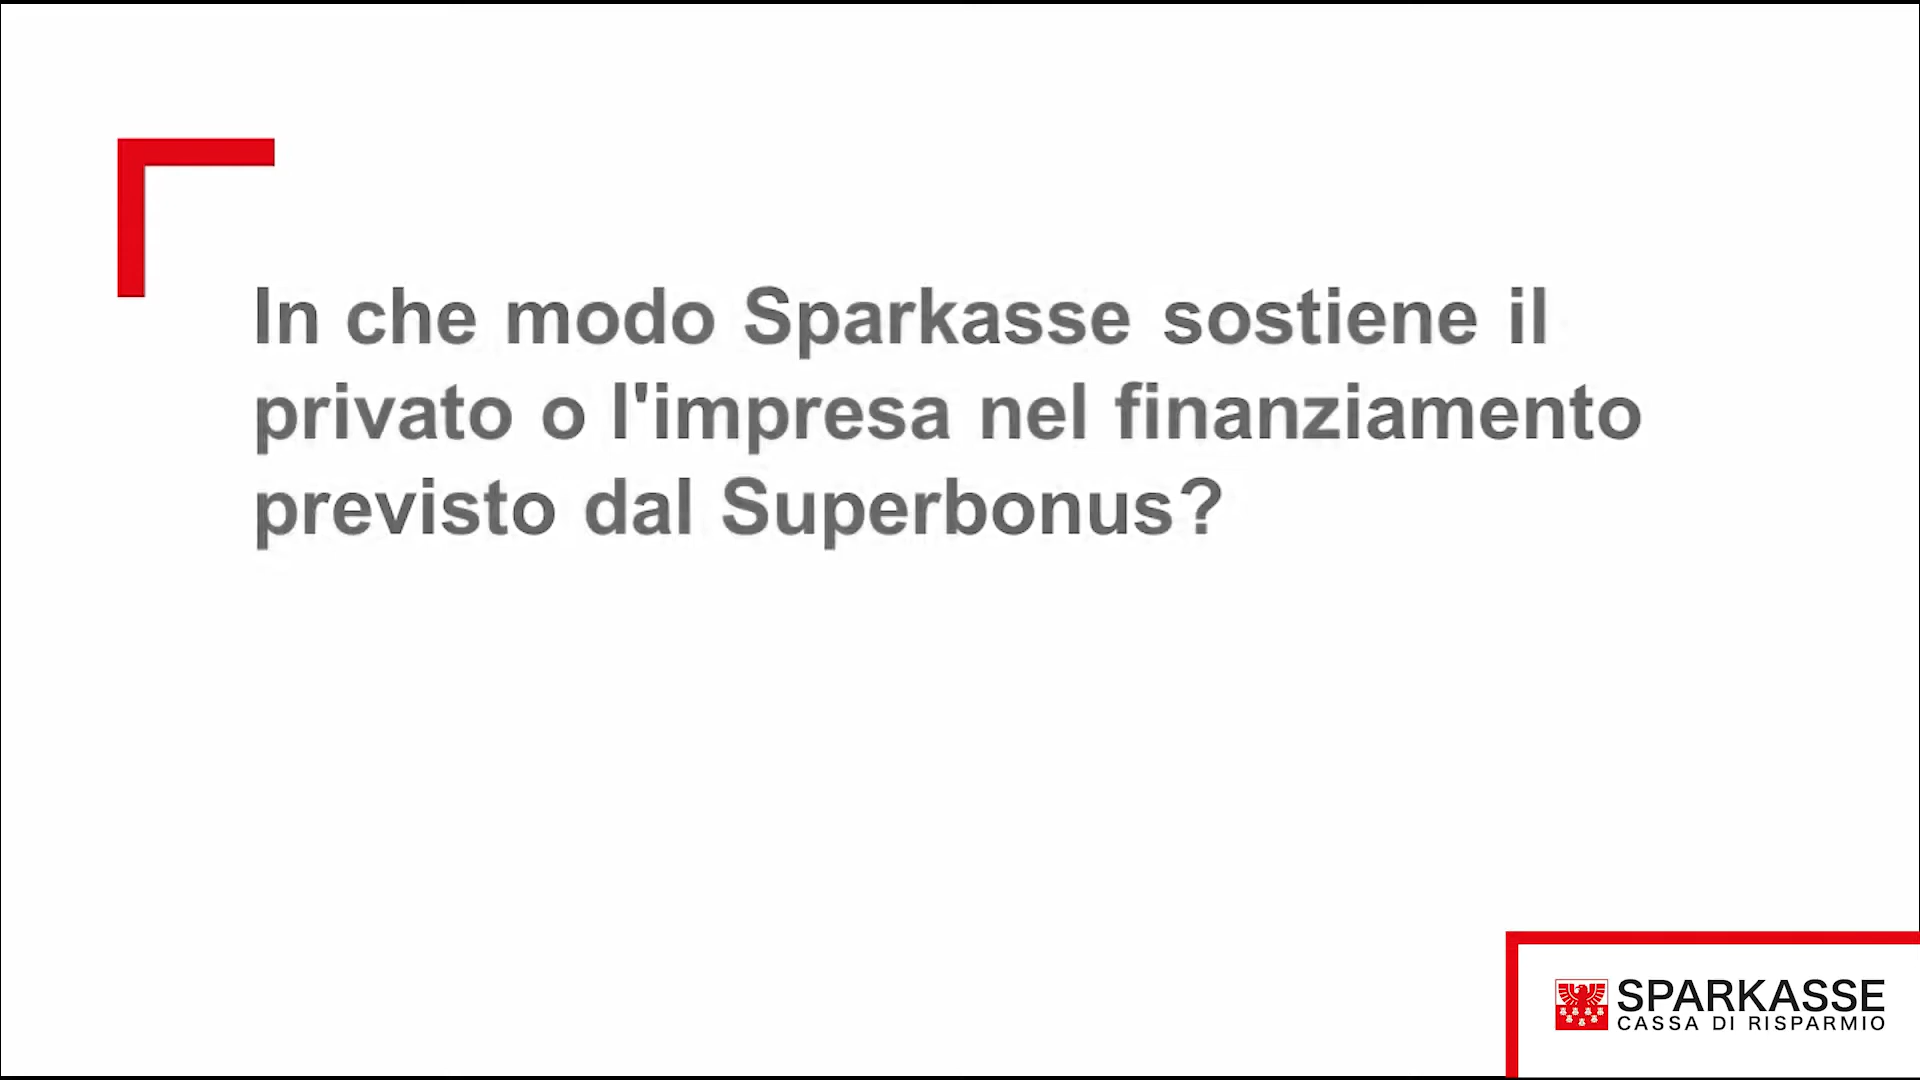 In che modo Sparkasse sostiene il
privato o l'impresa nel finanziamento
previsto dal Superbonus?
SPARKASSE
CASSA DI RISPARMIO